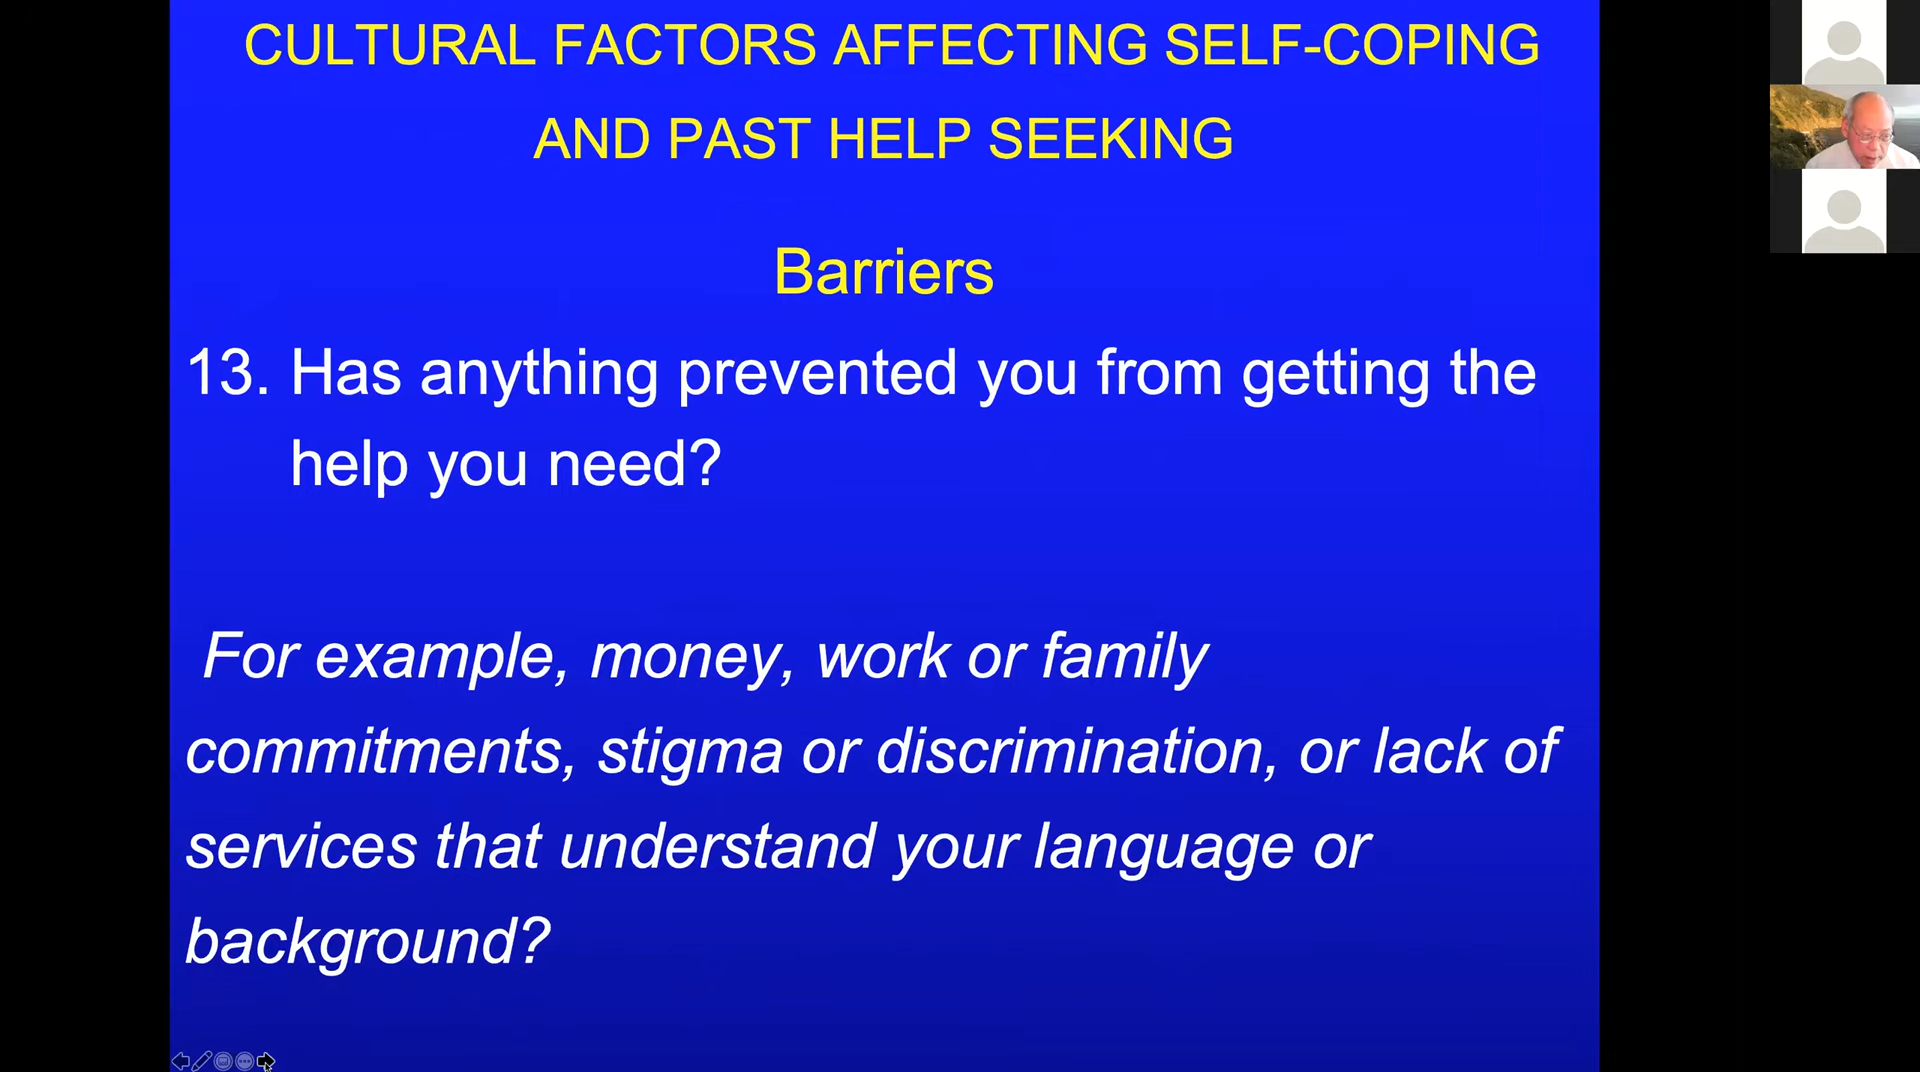 CULTURAL FACTORS AFFECTING SELF-COPING
AND PAST HELP SEEKING
Barriers
13. Has anything prevented you from getting the
help you need?
For example, money, work or family
commitments, stigma or discrimination, or lack of
services that understand your language or
background?